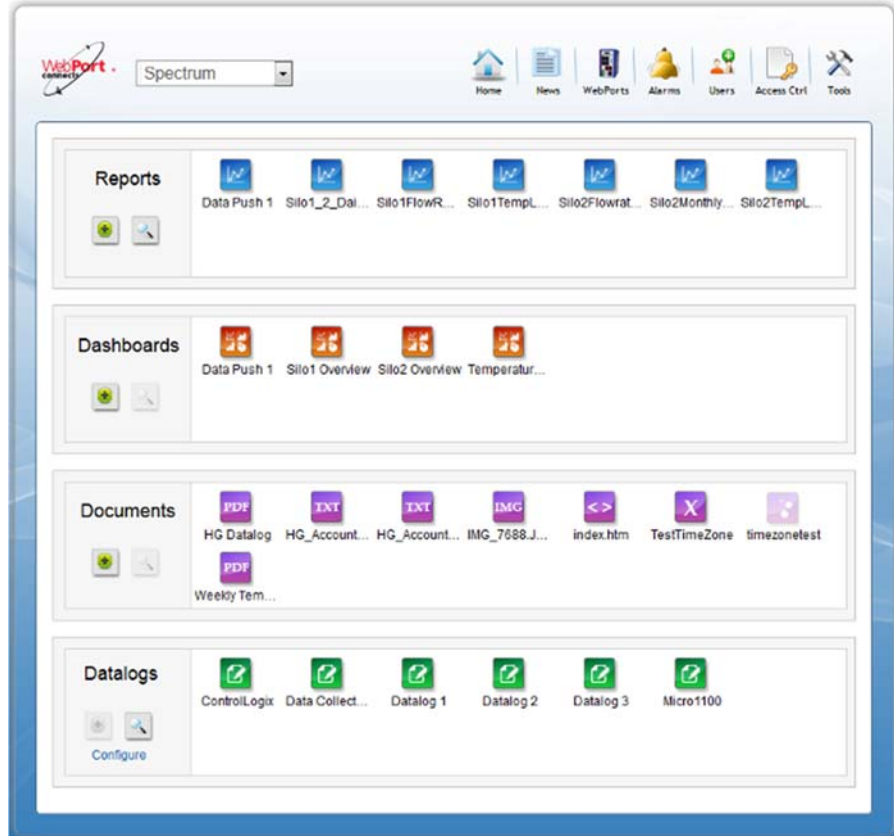 WebPort
connects
Spectrum
Home News WebPorts Alarms Users Access Ctrl Tools
Reports
Data Push 1 Silo1_2_Dai... Silo1FlowR... Silo1TempL... Silo2Flowrat... Silo2Monthly... Silo2TempL...
Dashboards
Data Push 1 Silo1 Overview Silo2 Overview Temperatur...
Documents
PDF TXT TXT IMG <> X
HG Datalog HG_Account... HG_Account... IMG_7688.J... index.htm TestTimeZone timezonetest
PDF
Weekly Tem...
Datalogs
ControlLogix Data Collect... Datalog 1 Datalog 2 Datalog 3 Micro1100
Configure